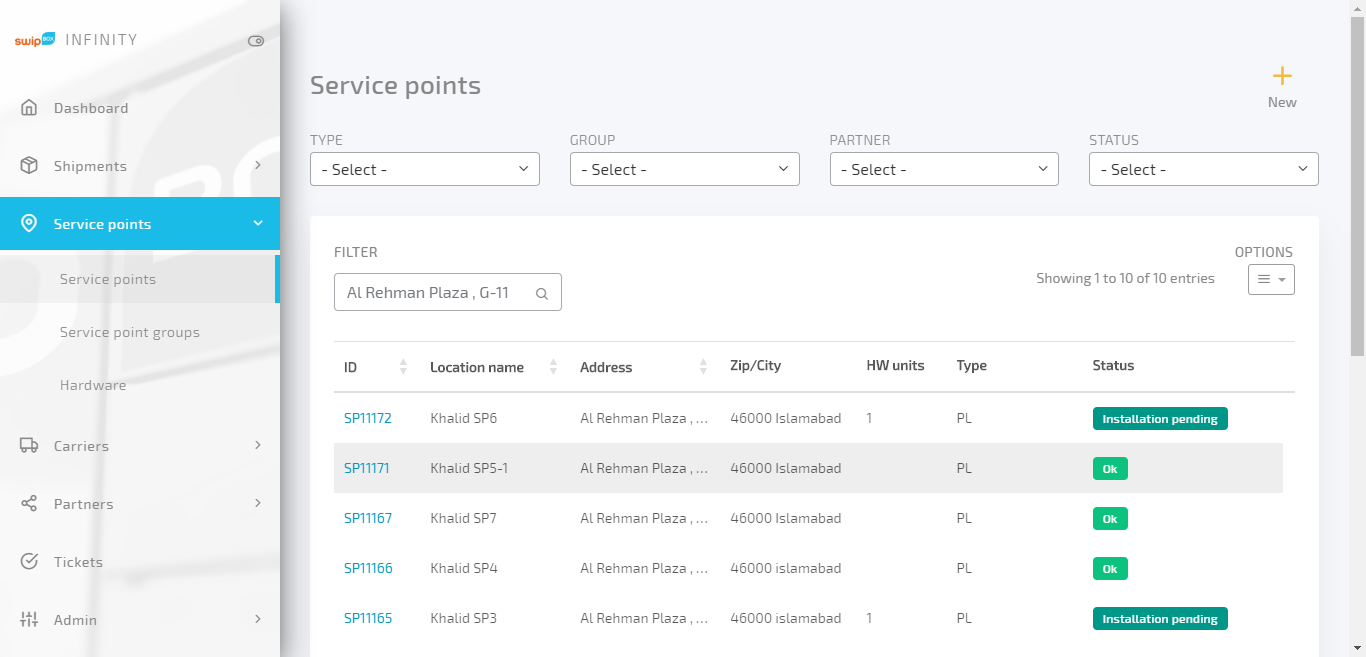 swipBOX INFINITY
Dashboard
Shipments
Service points
Service points
Service point groups
Hardware
Carriers
Partners
Tickets
Admin
Service points
New
TYPE GROUP PARTNER STATUS
- Select - - Select - - Select - - Select -
FILTER
OPTIONS
Al Rehman Plaza , G-11
Showing 1 to 10 of 10 entries
ID Location name Address Zip/City HW units Type Status
SP11172 Khalid SP6 Al Rehman Plaza , ... 46000 Islamabad 1 PL Installation pending
SP11171 Khalid SP5-1 Al Rehman Plaza , ... 46000 Islamabad PL Ok
SP11167 Khalid SP7 Al Rehman Plaza , ... 46000 Islamabad PL Ok
SP11166 Khalid SP4 Al Rehman Plaza , ... 46000 islamabad PL Ok
SP11165 Khalid SP3 Al Rehman Plaza , ... 46000 islamabad 1 PL Installation pending